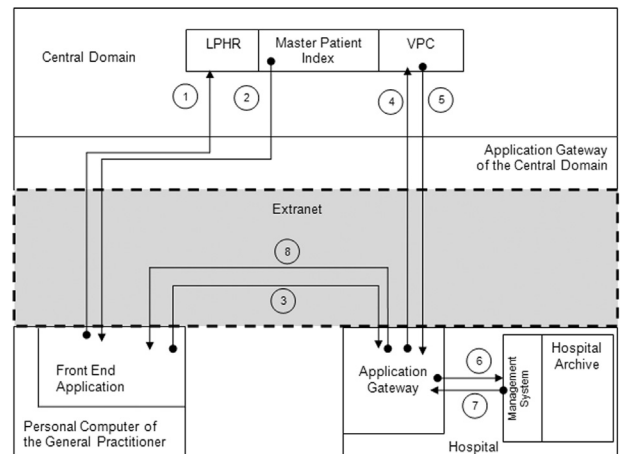 LPHR
Master Patient
Index
VPC
Central Domain
1
2
4
5
Application Gateway
of the Central Domain
Extranet
8
3
Front End
Application
Personal Computer of
the General Practitioner
Application
Gateway
6
7
Management
System
Hospital
Archive
Hospital